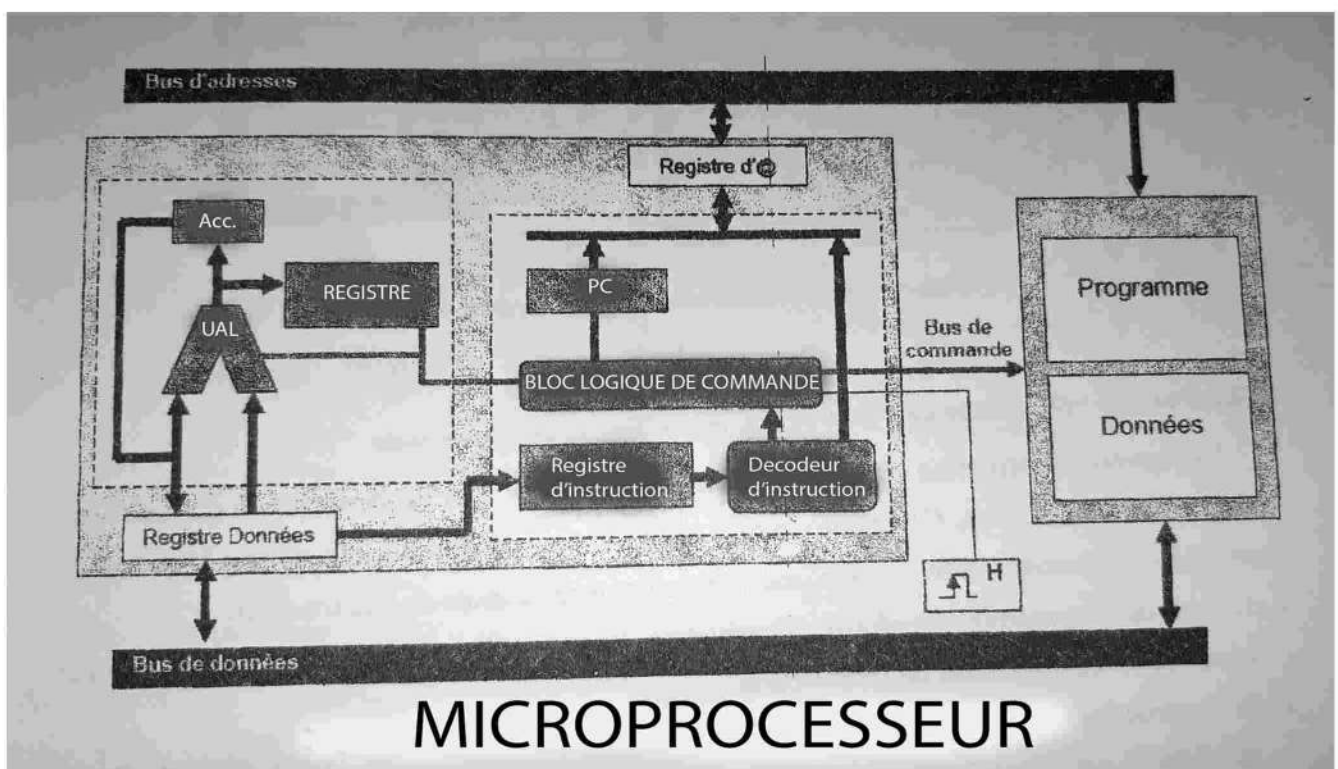 Bus d'adresses
Registre d'@
Acc.
REGISTRE
PC
UAL
Programme
Bus de
commande
BLOC LOGIQUE DE COMMANDE
Données
Registre
d'instruction
Decodeur
d'instruction
Registre Données
H
Bus de données
MICROPROCESSEUR